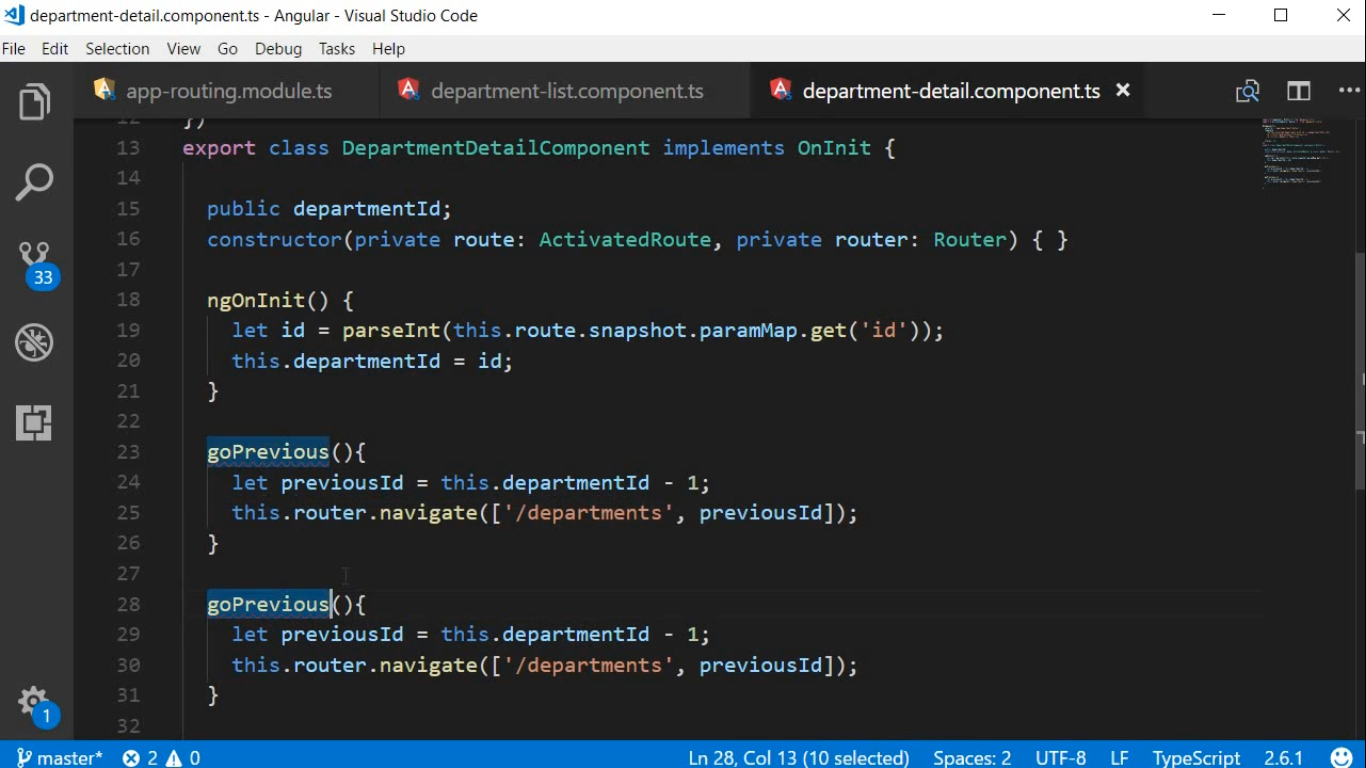 department-detail.component.ts - Angular - Visual Studio Code
File Edit Selection View Go Debug Tasks Help
app-routing.module.ts department-list.component.ts department-detail.component.ts
12 })
13 export class DepartmentDetailComponent implements OnInit {
14
15 public departmentId;
16 constructor(private route: ActivatedRoute, private router: Router) { }
17
18 ngOnInit() {
19 let id = parseInt(this.route.snapshot.paramMap.get('id'));
20 this.departmentId = id;
21 }
22
23 goPrevious(){
24 let previousId = this.departmentId - 1;
25 this.router.navigate(['/departments', previousId]);
26 }
27
28 goPrevious(){
29 let previousId = this.departmentId - 1;
30 this.router.navigate(['/departments', previousId]);
31 }
32
33
1
master* 2 0 Ln 28, Col 13 (10 selected) Spaces: 2 UTF-8 LF TypeScript 2.6.1